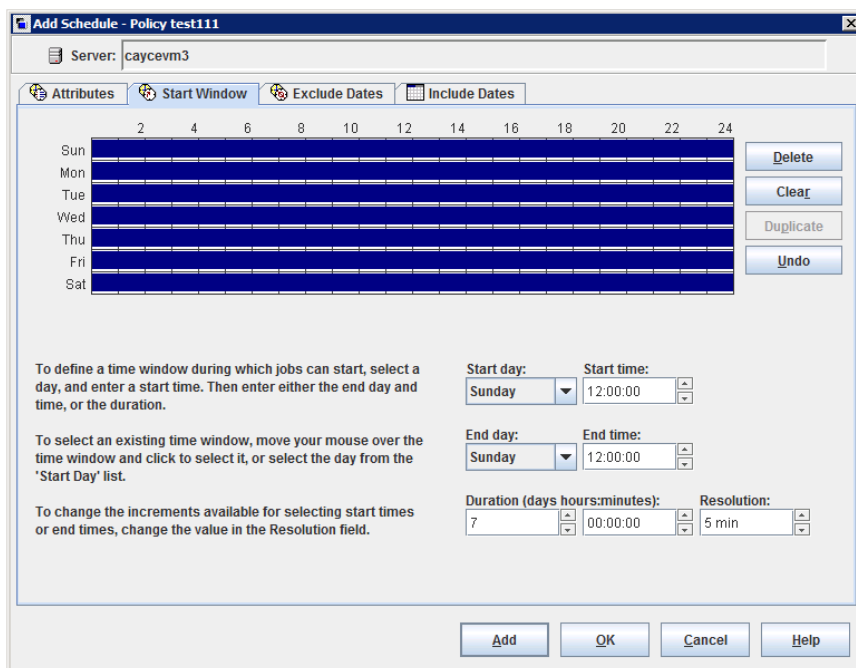 Add Schedule - Policy test111
Server: caycevm3
Attributes Start Window Exclude Dates Include Dates
2 4 6 8 10 12 14 16 18 20 22 24
Sun
Mon
Tue
Wed
Thu
Fri
Sat
Delete
Clear
Duplicate
Undo
To define a time window during which jobs can start, select a
day, and enter a start time. Then enter either the end day and
time, or the duration.
To select an existing time window, move your mouse over the
time window and click to select it, or select the day from the
'Start Day' list.
To change the increments available for selecting start times
or end times, change the value in the Resolution field.
Start day: Start time:
Sunday 12:00:00
End day: End time:
Sunday 12:00:00
Duration (days hours:minutes): Resolution:
7 00:00:00 5 min
Add OK Cancel Help